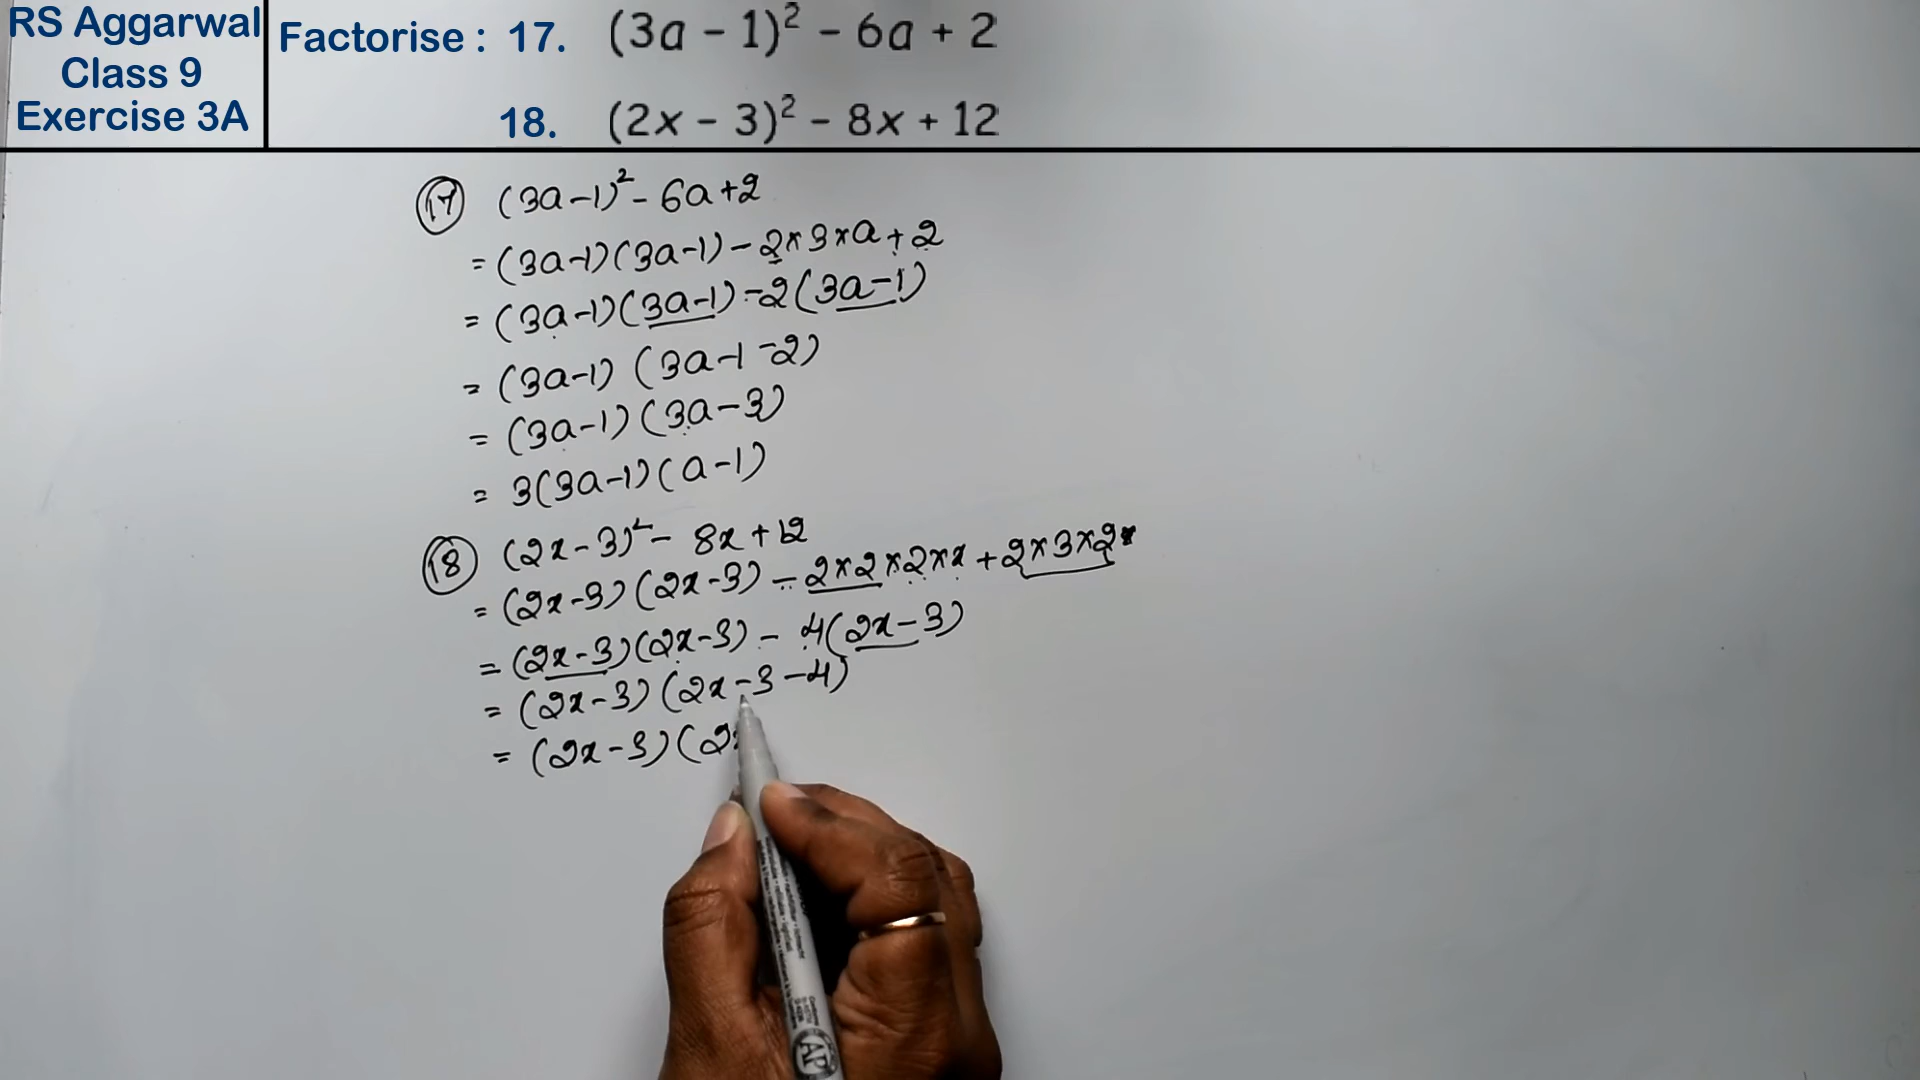 RS Aggarwal
Class 9
Exercise 3A
Factorise : 17. (3a - 1)² - 6a + 2
18. (2x - 3)² - 8x + 12
17 (3a-1)² - 6a+2
= (3a-1)(3a-1) - 2×3×a + 2
= (3a-1)(3a-1) - 2(3a-1)
= (3a-1) (3a-1-2)
= (3a-1) (3a-3)
= 3(3a-1)(a-1)
18 (2x-3)² - 8x+12
= (2x-3)(2x-3) - 2×2×2×x + 2×3×2
= (2x-3)(2x-3) - 4(2x-3)
= (2x-3)(2x-3-4)
= (2x-3)(2x
AP